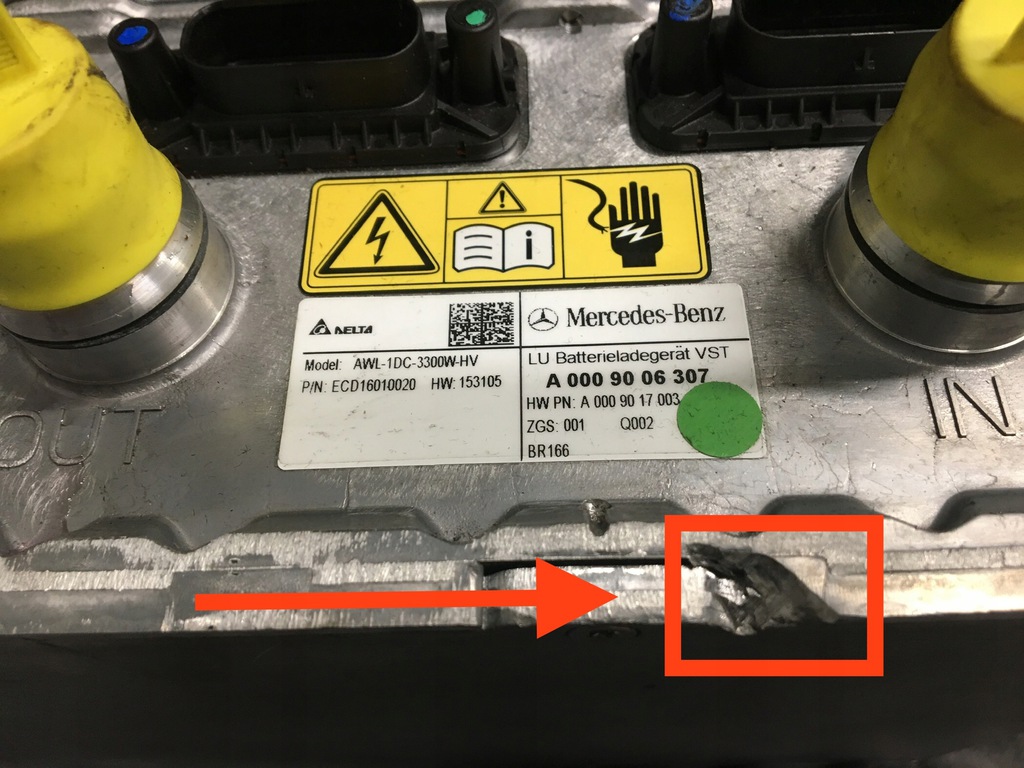 DELTA
Model: AWL-1DC-3300W-HV
P/N: ECD16010020 HW: 153105
Mercedes-Benz
LU Batterieladegerät VST
A 000 90 06 307
HW PN: A 000 90 17 003
ZGS: 001 Q002
BR166
OUT
IN